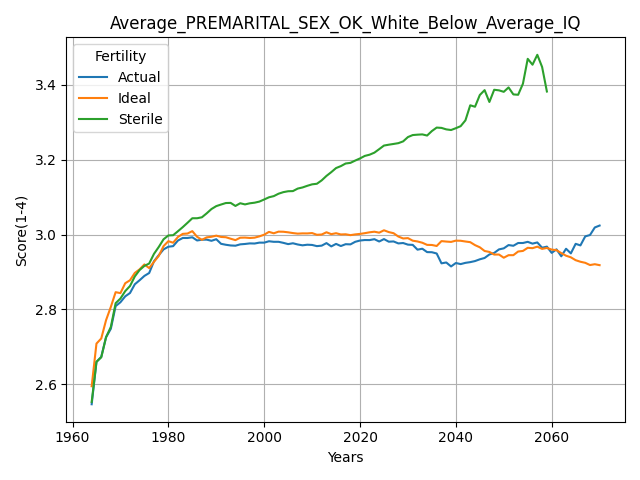 Average_PREMARITAL_SEX_OK_White_Below_Average_IQ
Fertility
Actual
Ideal
Sterile
Score(1-4)
3.4
3.2
3.0
2.8
2.6
1960 1980 2000 2020 2040 2060
Years